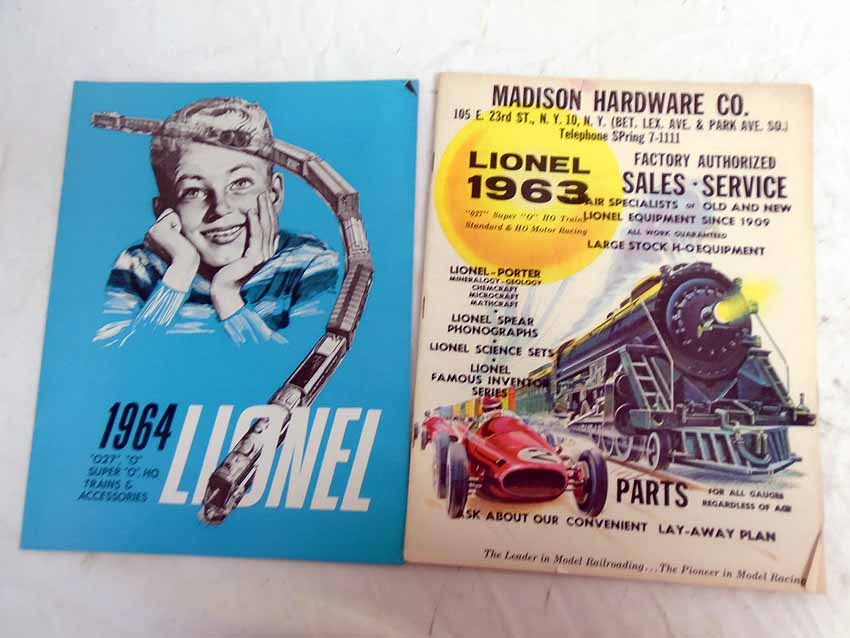 1964
LIONEL
"027", "O"
SUPER "O", HO
TRAINS &
ACCESSORIES
MADISON HARDWARE CO.
105 E. 23rd ST., N. Y. 10, N. Y. (BET. LEX. AVE. & PARK AVE. SO.)
Telephone SPring 7-1111
LIONEL
1963
"027" Super "O" HO Trains
Standard & HO Motor Racing
FACTORY AUTHORIZED
SALES · SERVICE
AIR SPECIALISTS OF OLD AND NEW
LIONEL EQUIPMENT SINCE 1909
ALL WORK GUARANTEED
LARGE STOCK H-O EQUIPMENT
LIONEL-PORTER
MINERALOGY-GEOLOGY
CHEMCRAFT
MICROCRAFT
MATHCRAFT
LIONEL SPEAR
PHONOGRAPHS
LIONEL SCIENCE SETS
LIONEL
FAMOUS INVENTOR
SERIES
2
PARTS
FOR ALL GAUGES
REGARDLESS OF AGE
ASK ABOUT OUR CONVENIENT LAY-AWAY PLAN
The Leader in Model Railroading...The Pioneer in Model Racing